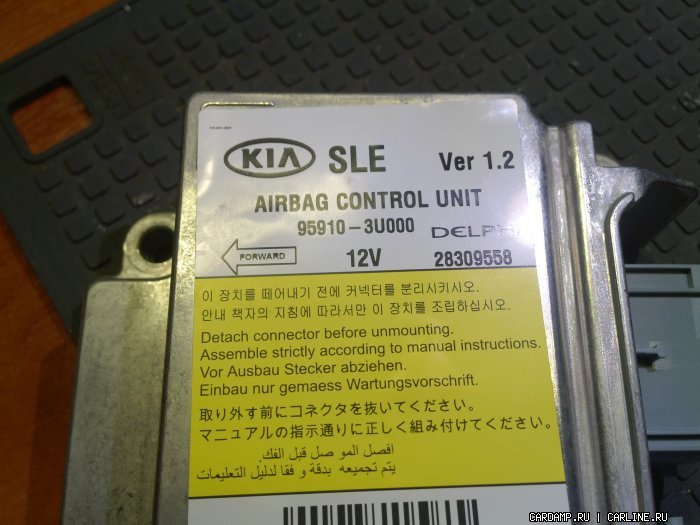 KIA SLE Ver 1.2
AIRBAG CONTROL UNIT
95910-3U000 DELPHI
FORWARD 12V 28309558
이 장치를 떼어내기 전에 커넥터를 분리시키시오.
안내 책자의 지침에 따라서만 이 장치를 조립하십시오.
Detach connector before unmounting.
Assemble strictly according to manual instructions.
Vor Ausbau Stecker abziehen.
Einbau nur gemaess Wartungsvorschrift.
取り外す前にコネクタを抜いてください。
マニュアルの指示通りに正しく組み付けてください。
افصل المو صل قبل الفك.
يتم تجميعه بدقة و فقا لدليل التعليمات
CARDAMP.RU | CARLINE.RU